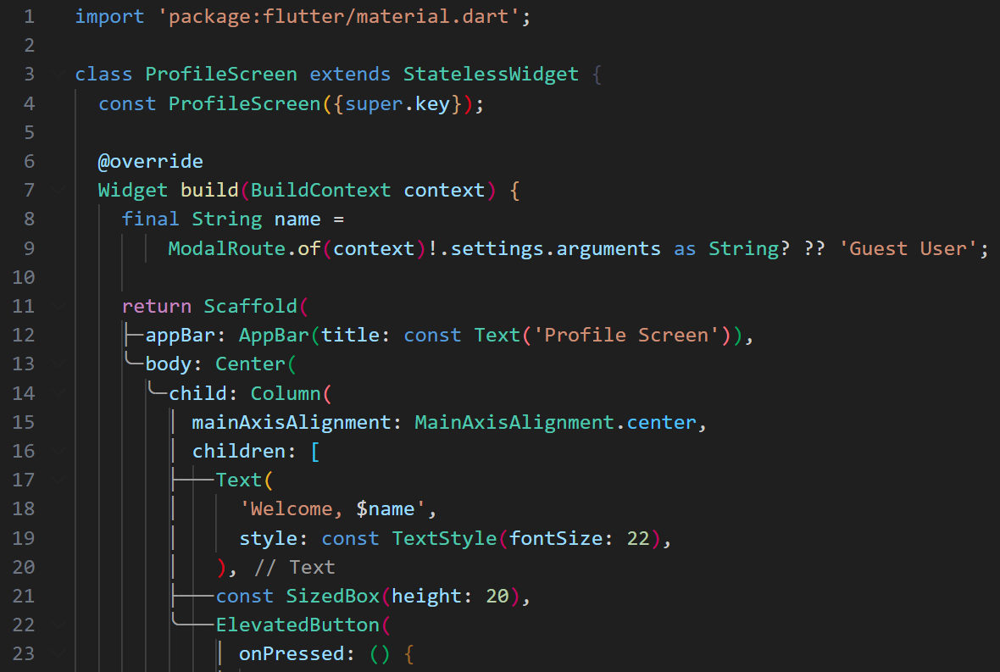 1 import 'package:flutter/material.dart';
2
3 class ProfileScreen extends StatelessWidget {
4 const ProfileScreen({super.key});
5
6 @override
7 Widget build(BuildContext context) {
8 final String name =
9 ModalRoute.of(context)!.settings.arguments as String? ?? 'Guest User';
10
11 return Scaffold(
12 appBar: AppBar(title: const Text('Profile Screen')),
13 body: Center(
14 child: Column(
15 mainAxisAlignment: MainAxisAlignment.center,
16 children: [
17 Text(
18 'Welcome, $name',
19 style: const TextStyle(fontSize: 22),
20 ), // Text
21 const SizedBox(height: 20),
22 ElevatedButton(
23 onPressed: () {